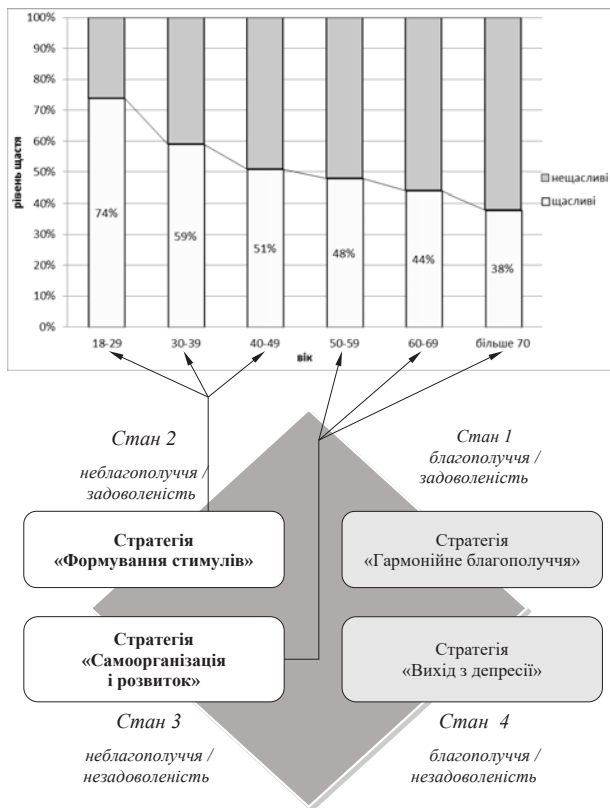 100%
90%
80%
70%
60%
50%
40%
30%
20%
10%
0%
рівень щастя
74%
59%
51%
48%
44%
38%
нещасливі
щасливі
18-29 30-39 40-49 50-59 60-69 більше 70
вік
Стан 2
неблагополуччя /
задоволеність
Стан 1
благополуччя /
задоволеність
Стратегія
«Формування стимулів»
Стратегія
«Гармонійне благополуччя»
Стратегія
«Самоорганізація
і розвиток»
Стратегія
«Вихід з депресії»
Стан 3
неблагополуччя /
незадоволеність
Стан 4
благополуччя /
незадоволеність